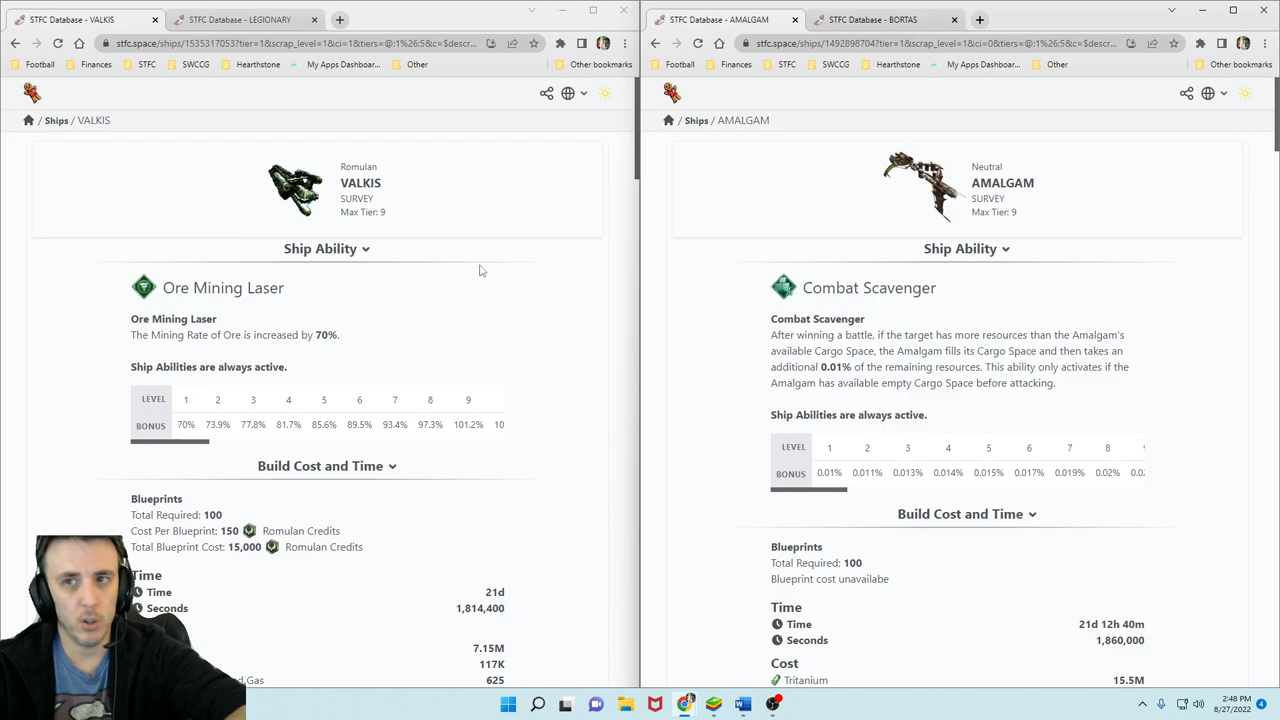 STFC Database - VALKIS
STFC Database - LEGIONARY
stfc.space/ships/1535317053?tier=1&scrap_level=1&ci=1&tiers=@:1%26:5&c=$descr...
Football Finances STFC SWCCG Hearthstone My Apps Dashboard... Other Other bookmarks
/ Ships / VALKIS
Romulan
VALKIS
SURVEY
Max Tier: 9
Ship Ability
Ore Mining Laser
Ore Mining Laser
The Mining Rate of Ore is increased by 70%.
Ship Abilities are always active.
LEVEL 1 2 3 4 5 6 7 8 9
BONUS 70% 73.9% 77.8% 81.7% 85.6% 89.5% 93.4% 97.3% 101.2% 10
Build Cost and Time
Blueprints
Total Required: 100
Cost Per Blueprint: 150 Romulan Credits
Total Blueprint Cost: 15,000 Romulan Credits
Time
Time 21d
Seconds 1,814,400
7.15M
117K
Gas 625
STFC Database - AMALGAM
STFC Database - BORTAS
stfc.space/ships/1492898704?tier=1&scrap_level=1&ci=0&tiers=@:1%26:5&c=$descr...
Football Finances STFC SWCCG Hearthstone My Apps Dashboard... Other Other bookmarks
/ Ships / AMALGAM
Neutral
AMALGAM
SURVEY
Max Tier: 9
Ship Ability
Combat Scavenger
Combat Scavenger
After winning a battle, if the target has more resources than the Amalgam's
available Cargo Space, the Amalgam fills its Cargo Space and then takes an
additional 0.01% of the remaining resources. This ability only activates if the
Amalgam has available empty Cargo Space before attacking.
Ship Abilities are always active.
LEVEL 1 2 3 4 5 6 7 8
BONUS 0.01% 0.011% 0.013% 0.014% 0.015% 0.017% 0.019% 0.02% 0.0
Build Cost and Time
Blueprints
Total Required: 100
Blueprint cost unavailabe
Time
Time 21d 12h 40m
Seconds 1,860,000
Cost
Tritanium 15.5M
2:48 PM
8/27/2022